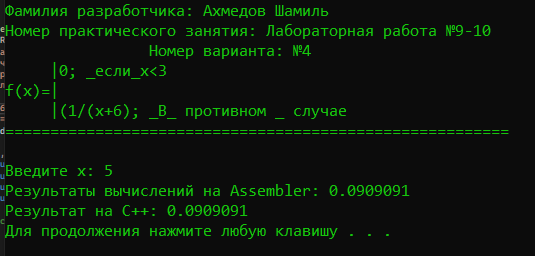 Фамилия разработчика: Ахмедов Шамиль
Номер практического занятия: Лабораторная работа №9-10
Номер варианта: №4
|0; _если_x<3
f(x)=|
|(1/(x+6); _В_ противном _ случае
========================================================
Введите x: 5
Результаты вычислений на Assembler: 0.0909091
Результат на С++: 0.0909091
Для продолжения нажмите любую клавишу . . .